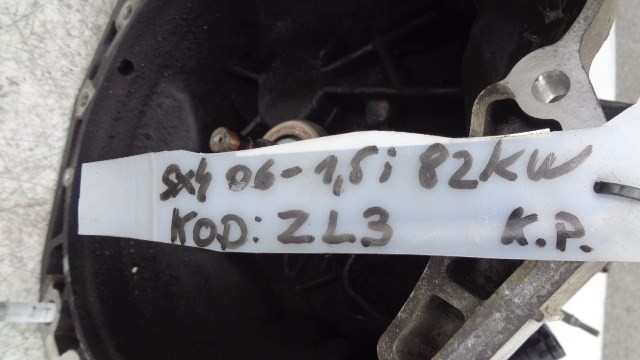 SX4 06-1,6i 82KW
KOD: ZL3 K.P.